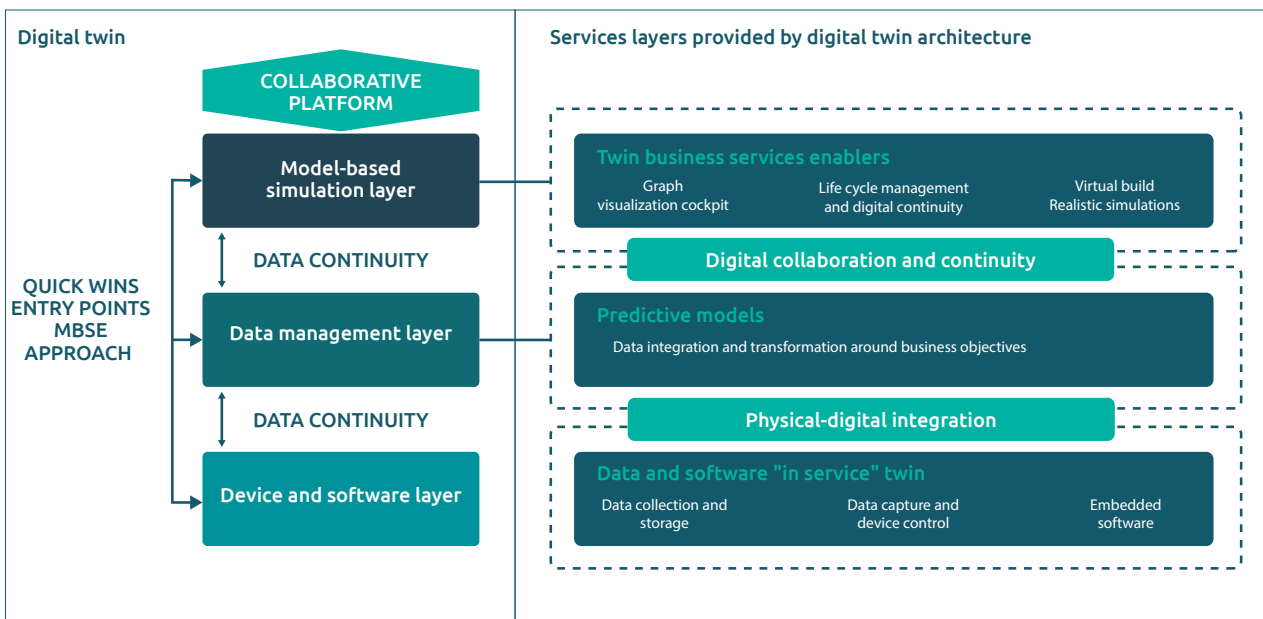 Digital twin
COLLABORATIVE
PLATFORM
Model-based
simulation layer
DATA CONTINUITY
QUICK WINS
ENTRY POINTS
MBSE
APPROACH
Data management layer
DATA CONTINUITY
Device and software layer
Services layers provided by digital twin architecture
Twin business services enablers
Graph
visualization cockpit
Life cycle management
and digital continuity
Virtual build
Realistic simulations
Digital collaboration and continuity
Predictive models
Data integration and transformation around business objectives
Physical-digital integration
Data and software "in service" twin
Data collection and
storage
Data capture and
device control
Embedded
software